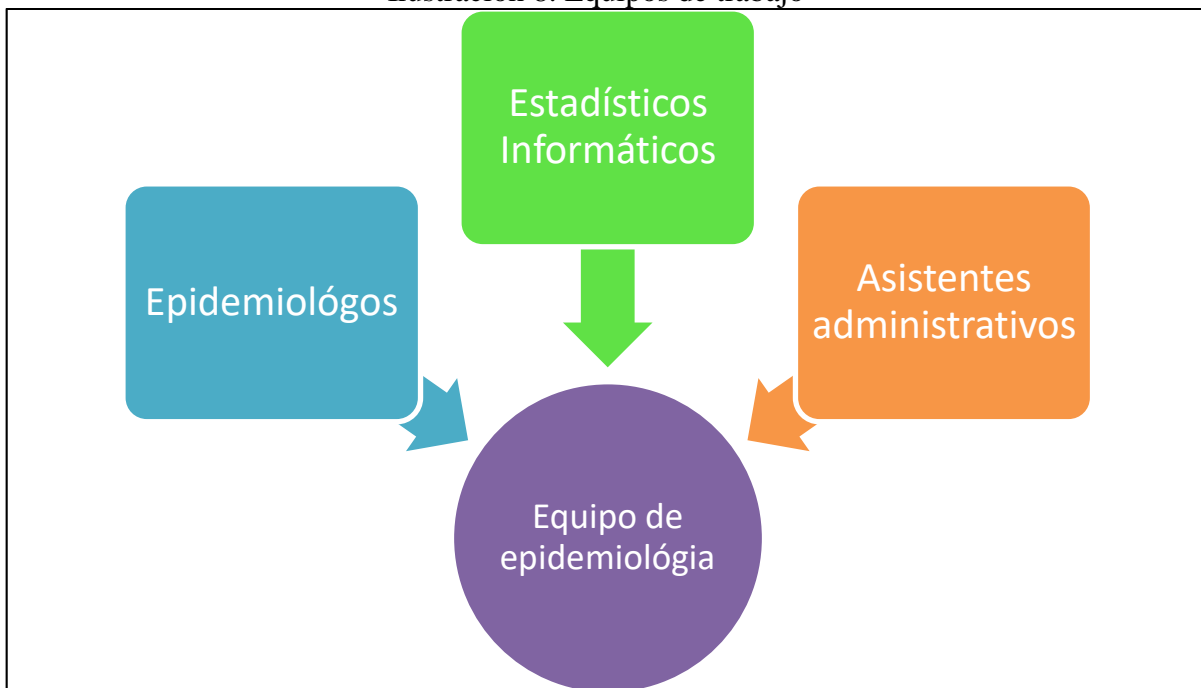 Estadísticos
Informáticos
Epidemiológos
Asistentes
administrativos
Equipo de
epidemiológia